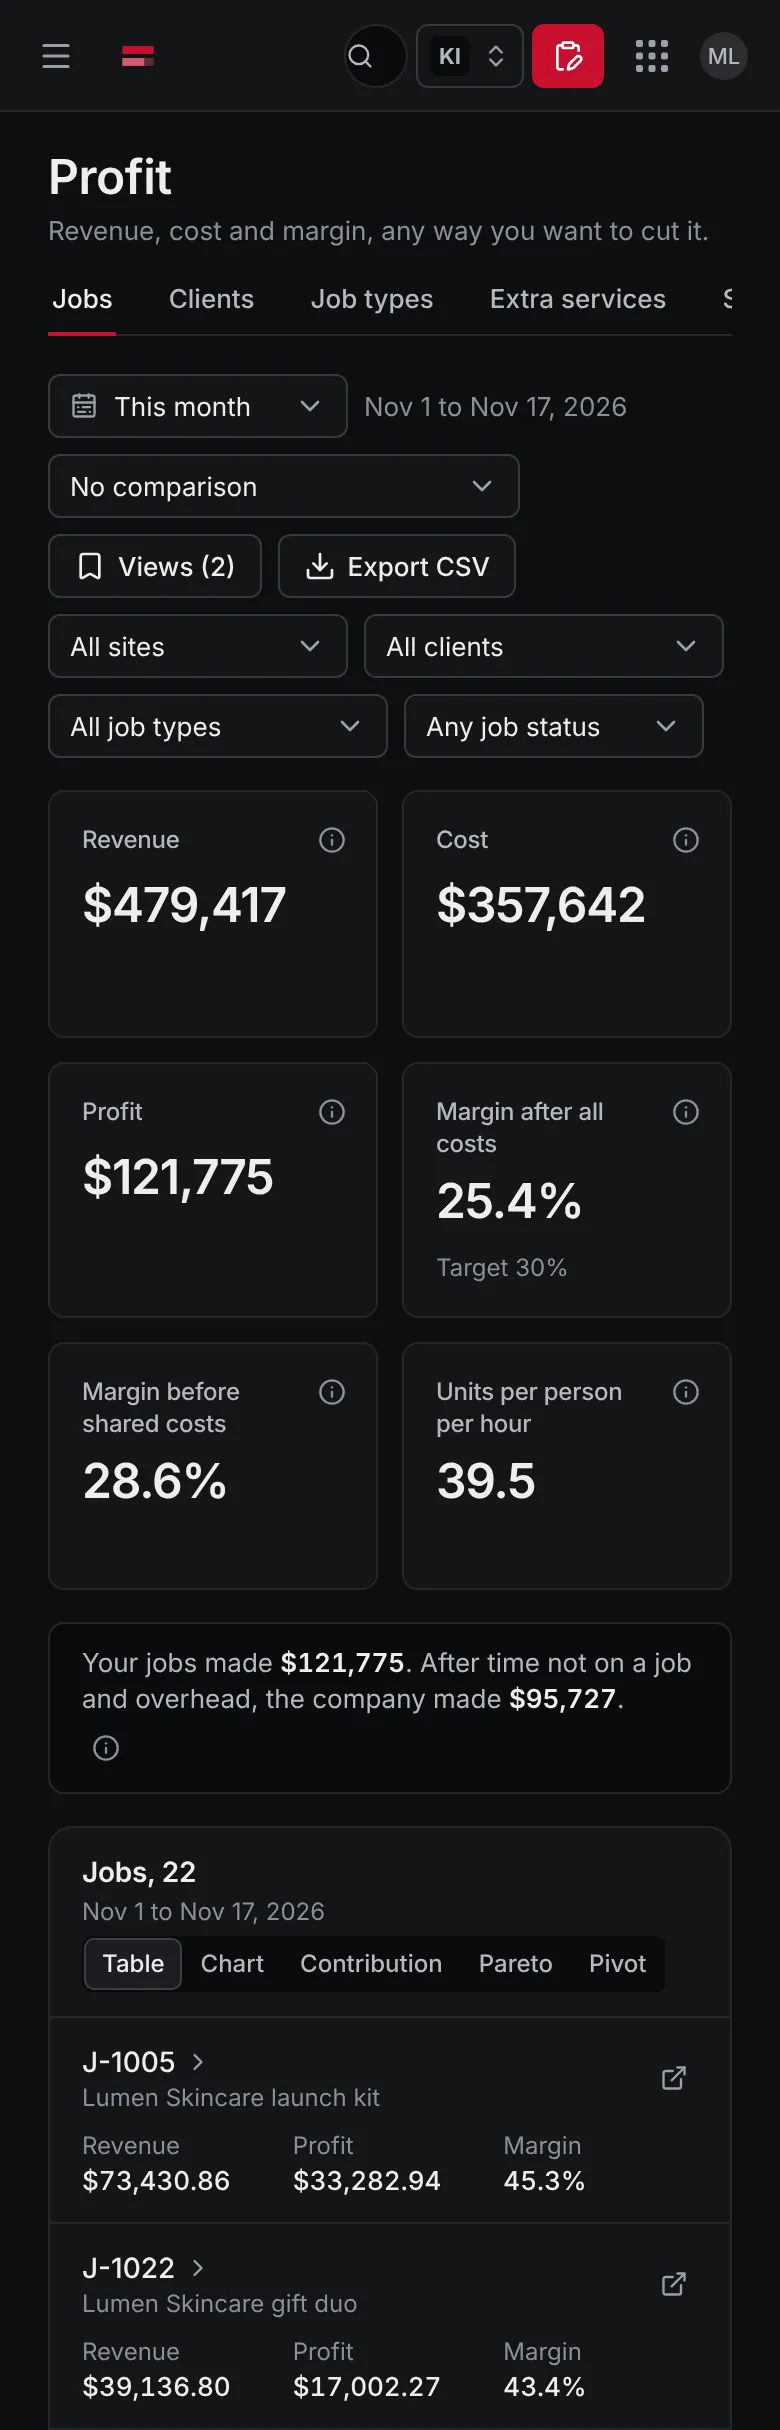 KI
ML
Profit
Revenue, cost and margin, any way you want to cut it.
Jobs Clients Job types Extra services
This month Nov 1 to Nov 17, 2026
No comparison
Views (2) Export CSV
All sites All clients
All job types Any job status
Revenue
$479,417
Cost
$357,642
Profit
$121,775
Margin after all
costs
25.4%
Target 30%
Margin before
shared costs
28.6%
Units per person
per hour
39.5
Your jobs made $121,775. After time not on a job
and overhead, the company made $95,727.
Jobs, 22
Nov 1 to Nov 17, 2026
Table Chart Contribution Pareto Pivot
J-1005
Lumen Skincare launch kit
Revenue Profit Margin
$73,430.86 $33,282.94 45.3%
J-1022
Lumen Skincare gift duo
Revenue Profit Margin
$39,136.80 $17,002.27 43.4%